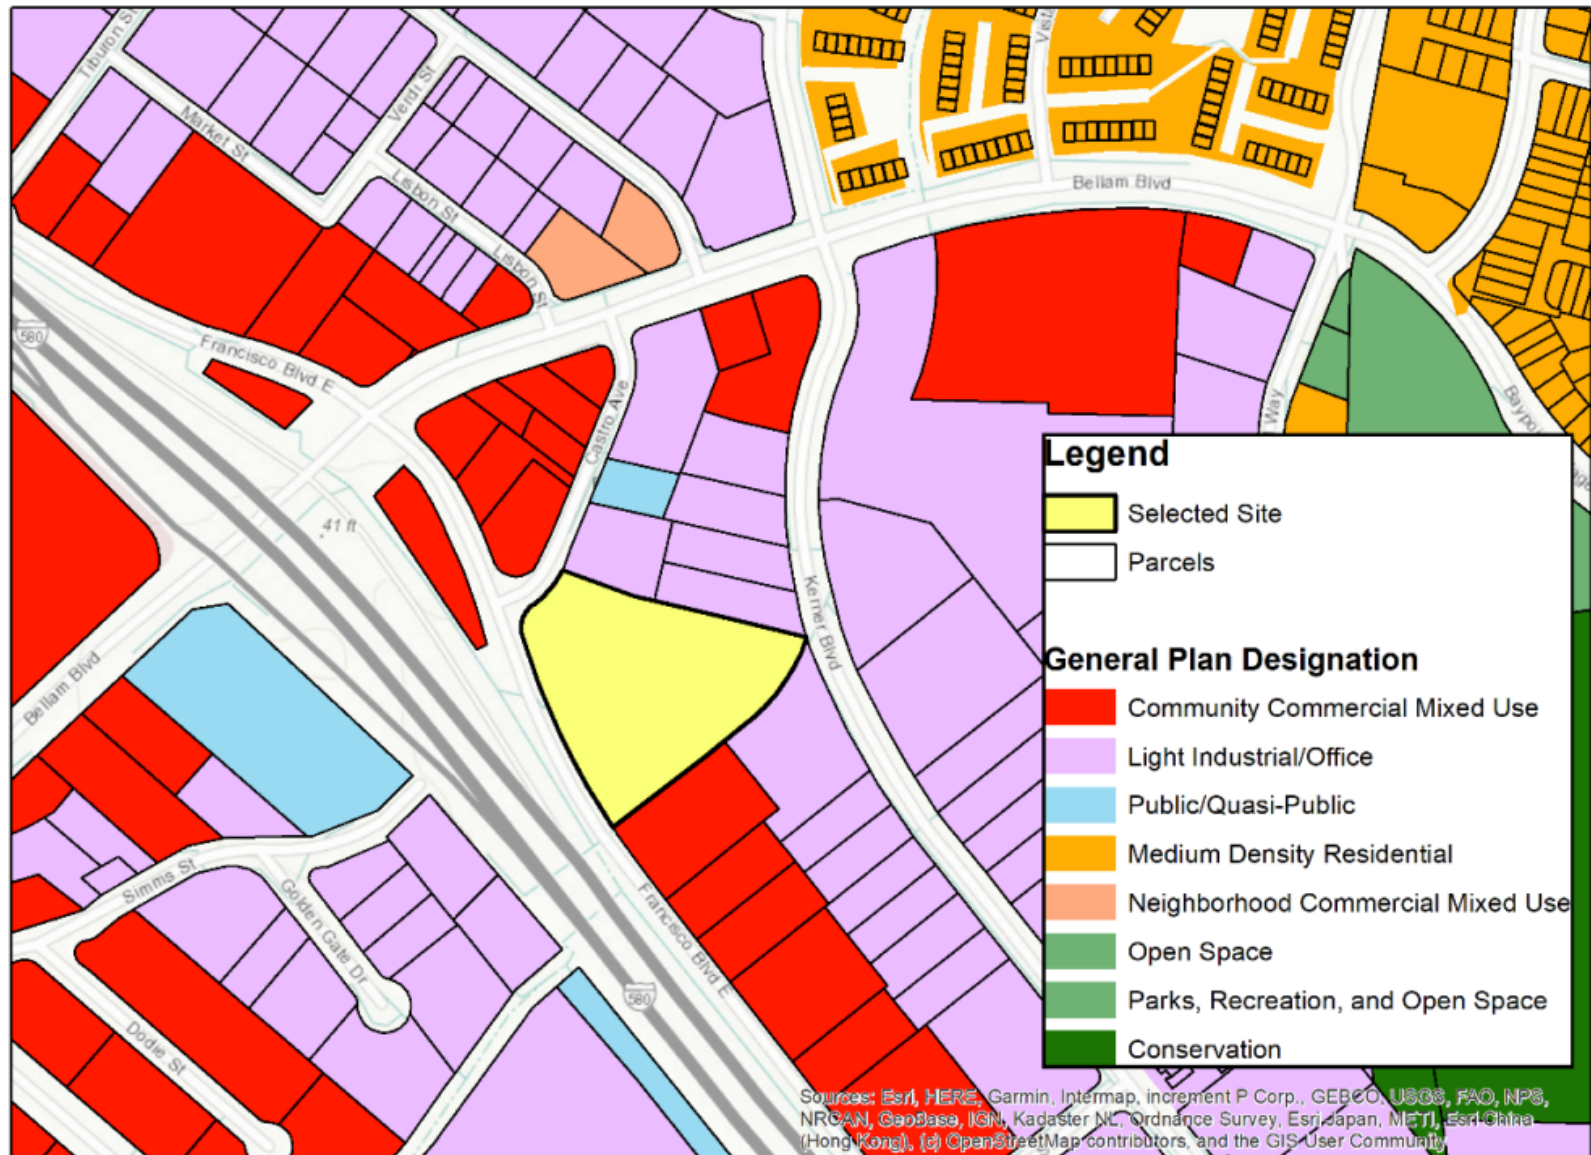 Tiburon St
Market St
Verdi St
Lisbon St
Lisbon St
Vista
Bellam Blvd
580
Francisco Blvd E
Castro Ave
Way
41 ft
Kerner Blvd
Bellam Blvd
Simms St
Golden Gate Dr
Dodie St
Francisco Blvd E
580
Legend
Selected Site
Parcels
General Plan Designation
Community Commercial Mixed Use
Light Industrial/Office
Public/Quasi-Public
Medium Density Residential
Neighborhood Commercial Mixed Use
Open Space
Parks, Recreation, and Open Space
Conservation
Sources: Esri, HERE, Garmin, Intermap, increment P Corp., GEBCO, USGS, FAO, NPS,
NRCAN, GeoBase, IGN, Kadaster NL, Ordnance Survey, Esri Japan, METI, Esri China
(Hong Kong), (c) OpenStreetMap contributors, and the GIS User Community